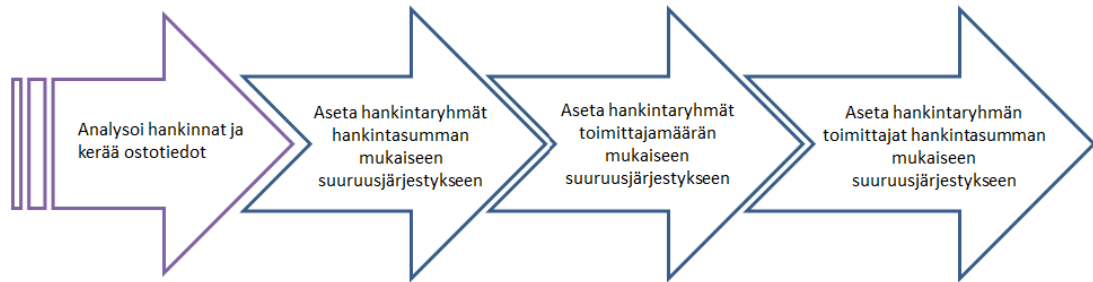 Analysoi hankinnat ja
kerää ostotiedot
Aseta hankintaryhmät
hankintasumman
mukaiseen
suuruusjärjestykseen
Aseta hankintaryhmät
toimittajamäärän
mukaiseen
suuruusjärjestykseen
Aseta hankintaryhmän
toimittajat hankintasumman
mukaiseen
suuruusjärjestykseen